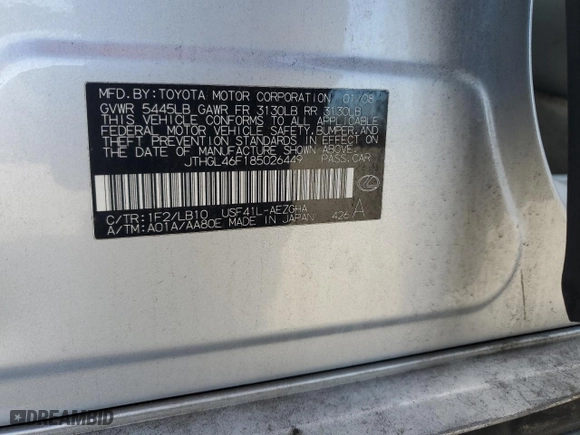 MFD. BY: TOYOTA MOTOR CORPORATION 01/08
GVWR 5445LB GAWR FR 3130LB RR 3130LB
THIS VEHICLE CONFORMS TO ALL APPLICABLE
FEDERAL MOTOR VEHICLE SAFETY, BUMPER, AND
THEFT PREVENTION STANDARDS IN EFFECT ON
THE DATE OF MANUFACTURE SHOWN ABOVE.
JTHGL46F185026449 PASS. CAR
C/TR: 1F2/LB10 USF41L-AEZGHA A
A/TM: A01A/AA80E MADE IN JAPAN 426
DREAMBID